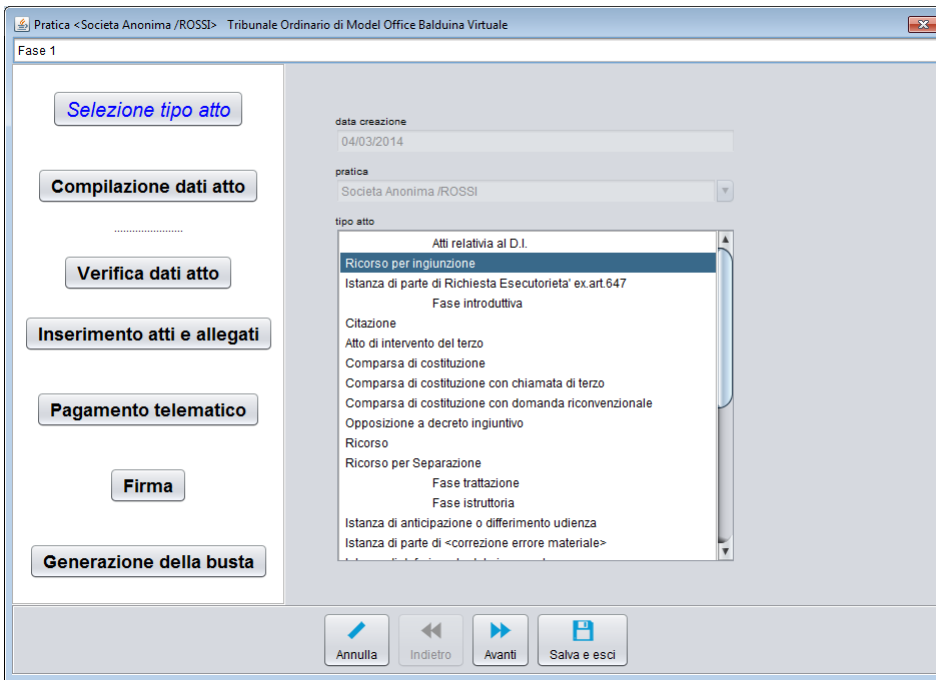 Pratica <Societa Anonima /ROSSI> Tribunale Ordinario di Model Office Balduina Virtuale
Fase 1
Selezione tipo atto
Compilazione dati atto
Verifica dati atto
Inserimento atti e allegati
Pagamento telematico
Firma
Generazione della busta
data creazione
04/03/2014
pratica
Societa Anonima /ROSSI
tipo atto
Atti relativia al D.I.
Ricorso per ingiunzione
Istanza di parte di Richiesta Esecutorieta' ex.art.647
Fase introduttiva
Citazione
Atto di intervento del terzo
Comparsa di costituzione
Comparsa di costituzione con chiamata di terzo
Comparsa di costituzione con domanda riconvenzionale
Opposizione a decreto ingiuntivo
Ricorso
Ricorso per Separazione
Fase trattazione
Fase istruttoria
Istanza di anticipazione o differimento udienza
Istanza di parte di <correzione errore materiale>
Annulla
Indietro
Avanti
Salva e esci